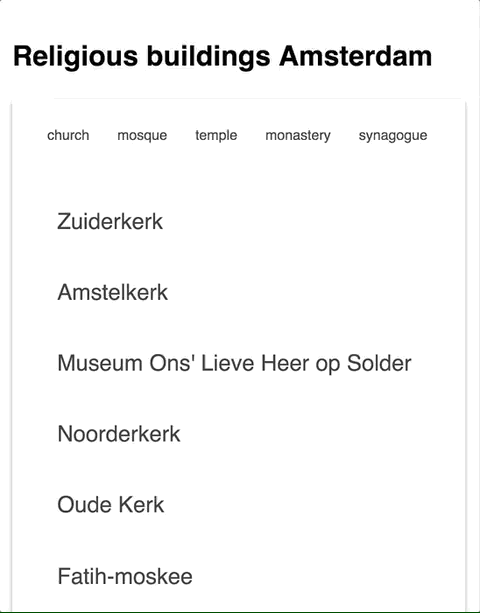 Religious buildings Amsterdam
church mosque temple monastery synagogue
Zuiderkerk
Amstelkerk
Museum Ons' Lieve Heer op Solder
Noorderkerk
Oude Kerk
Fatih-moskee